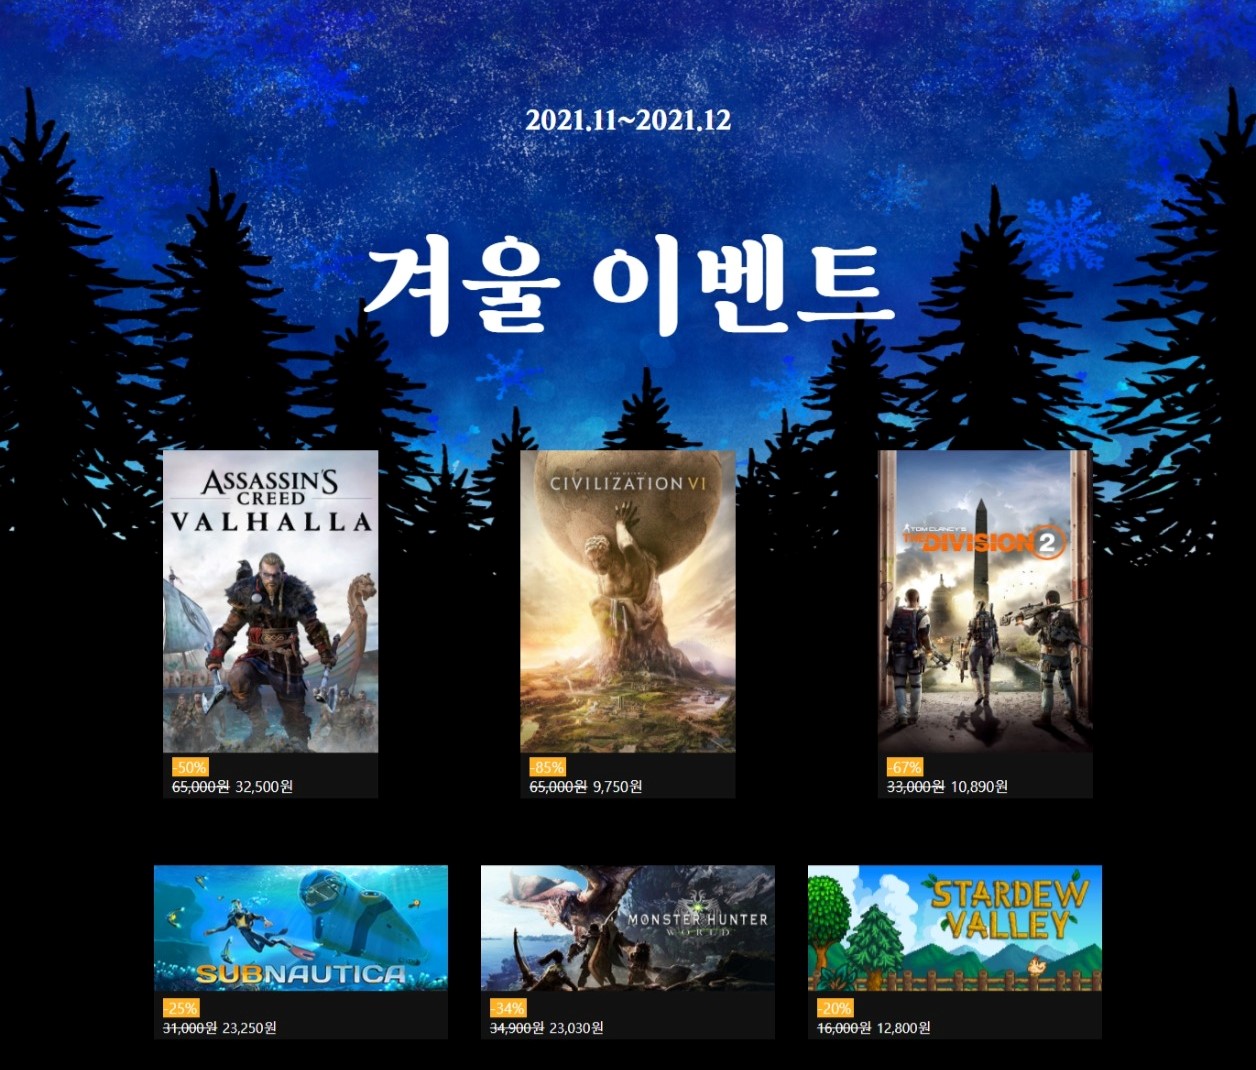 2021.11~2021.12
겨울 이벤트
ASSASSIN'S
CREED
VALHALLA
SID MEIER'S
CIVILIZATION VI
TOM CLANCY'S
THE DIVISION 2
-50%
65,000원 32,500원
-85%
65,000원 9,750원
-67%
33,000원 10,890원
SUBNAUTICA
MONSTER HUNTER
WORLD
STARDEW
VALLEY
-25%
31,000원 23,250원
-34%
34,900원 23,030원
-20%
16,000원 12,800원